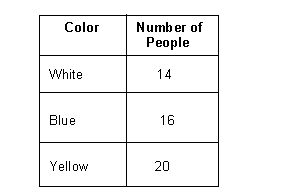 Color Number of People
White 14
Blue 16
Yellow 20